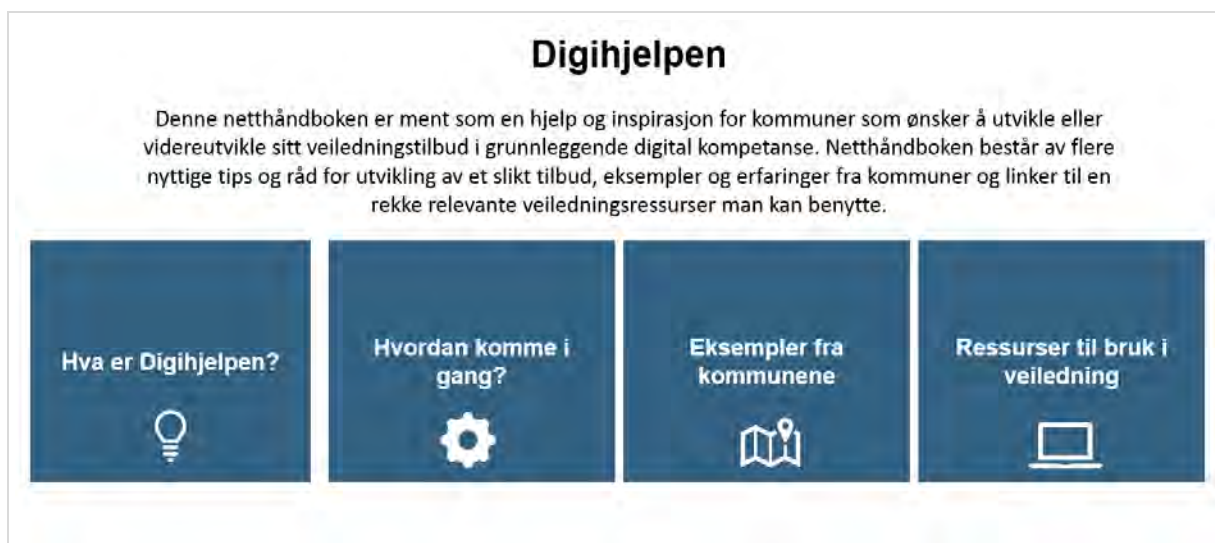 Digihjelpen
Denne netthåndboken er ment som en hjelp og inspirasjon for kommuner som ønsker å utvikle eller
videreutvikle sitt veiledningstilbud i grunnleggende digital kompetanse. Netthåndboken består av flere
nyttige tips og råd for utvikling av et slikt tilbud, eksempler og erfaringer fra kommuner og linker til en
rekke relevante veiledningsressurser man kan benytte.
Hva er Digihjelpen?
Hvordan komme i
gang?
Eksempler fra
kommunene
Ressurser til bruk i
veiledning